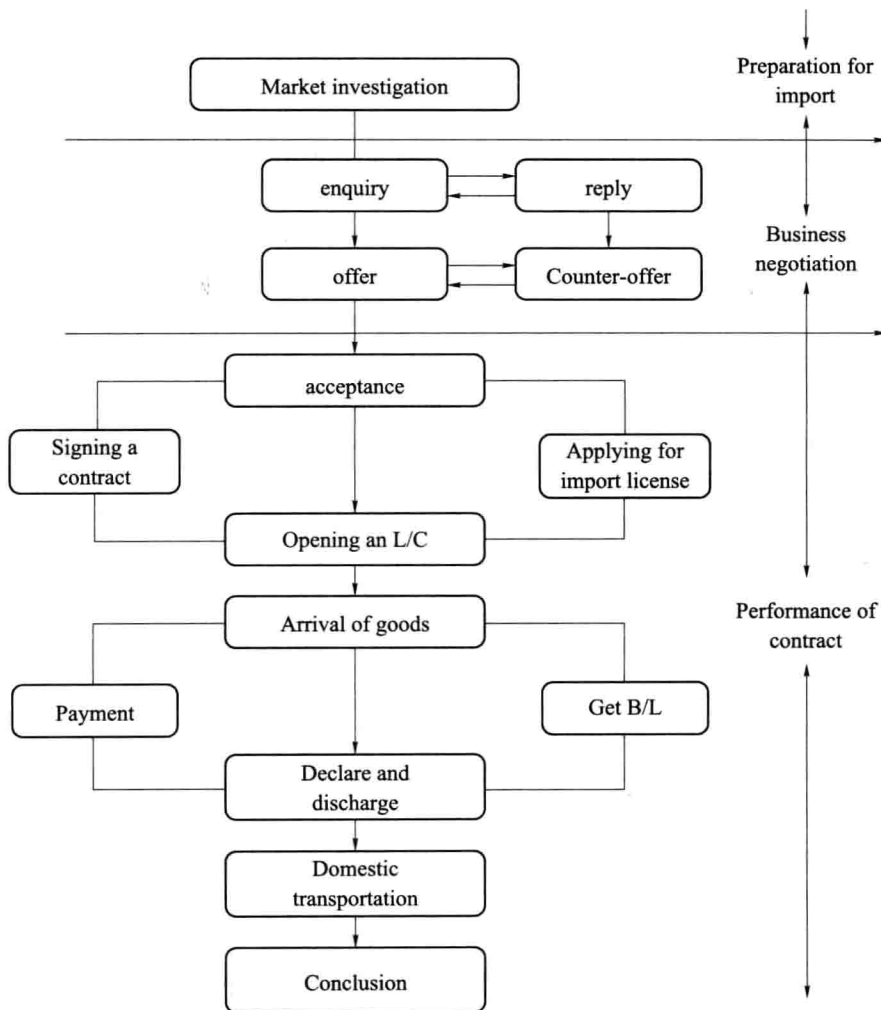 Market investigation
Preparation for
import
enquiry
reply
Business
negotiation
offer
Counter-offer
acceptance
Signing a
contract
Applying for
import license
Opening an L/C
Arrival of goods
Performance of
contract
Payment
Get B/L
Declare and
discharge
Domestic
transportation
Conclusion